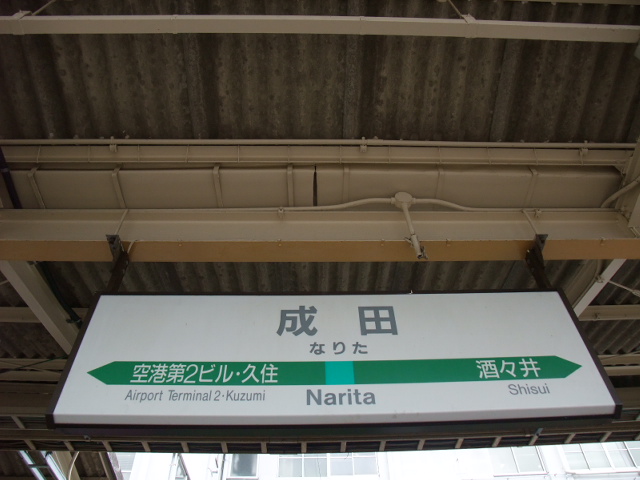 成田
なりた
空港第2ビル・久住 酒々井
Airport Terminal 2・Kuzumi Narita Shisui